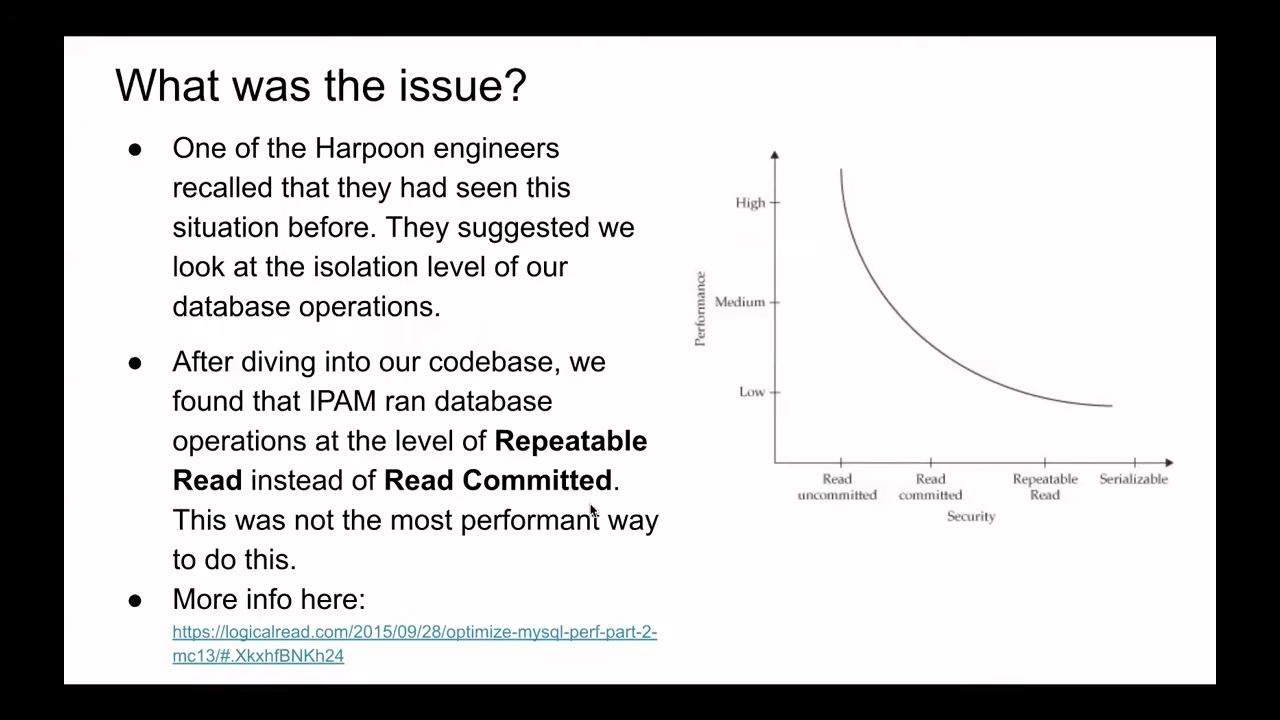 What was the issue?
● One of the Harpoon engineers
recalled that they had seen this
situation before. They suggested we
look at the isolation level of our
database operations.
● After diving into our codebase, we
found that IPAM ran database
operations at the level of Repeatable
Read instead of Read Committed.
This was not the most performant way
to do this.
● More info here:
https://logicalread.com/2015/09/28/optimize-mysql-perf-part-2-
mc13/#.XkxhfBNKh24
High
Medium
Low
Performance
Read
uncommitted
Read
committed
Repeatable
Read
Serializable
Security